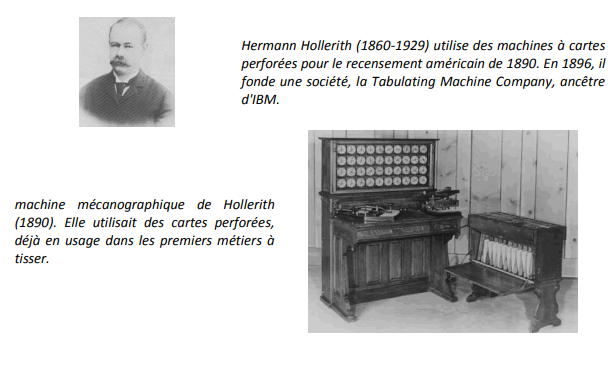 Hermann Hollerith (1860-1929) utilise des machines à cartes
perforées pour le recensement américain de 1890. En 1896, il
fonde une société, la Tabulating Machine Company, ancêtre
d'IBM.
machine mécanographique de Hollerith
(1890). Elle utilisait des cartes perforées,
déjà en usage dans les premiers métiers à
tisser.